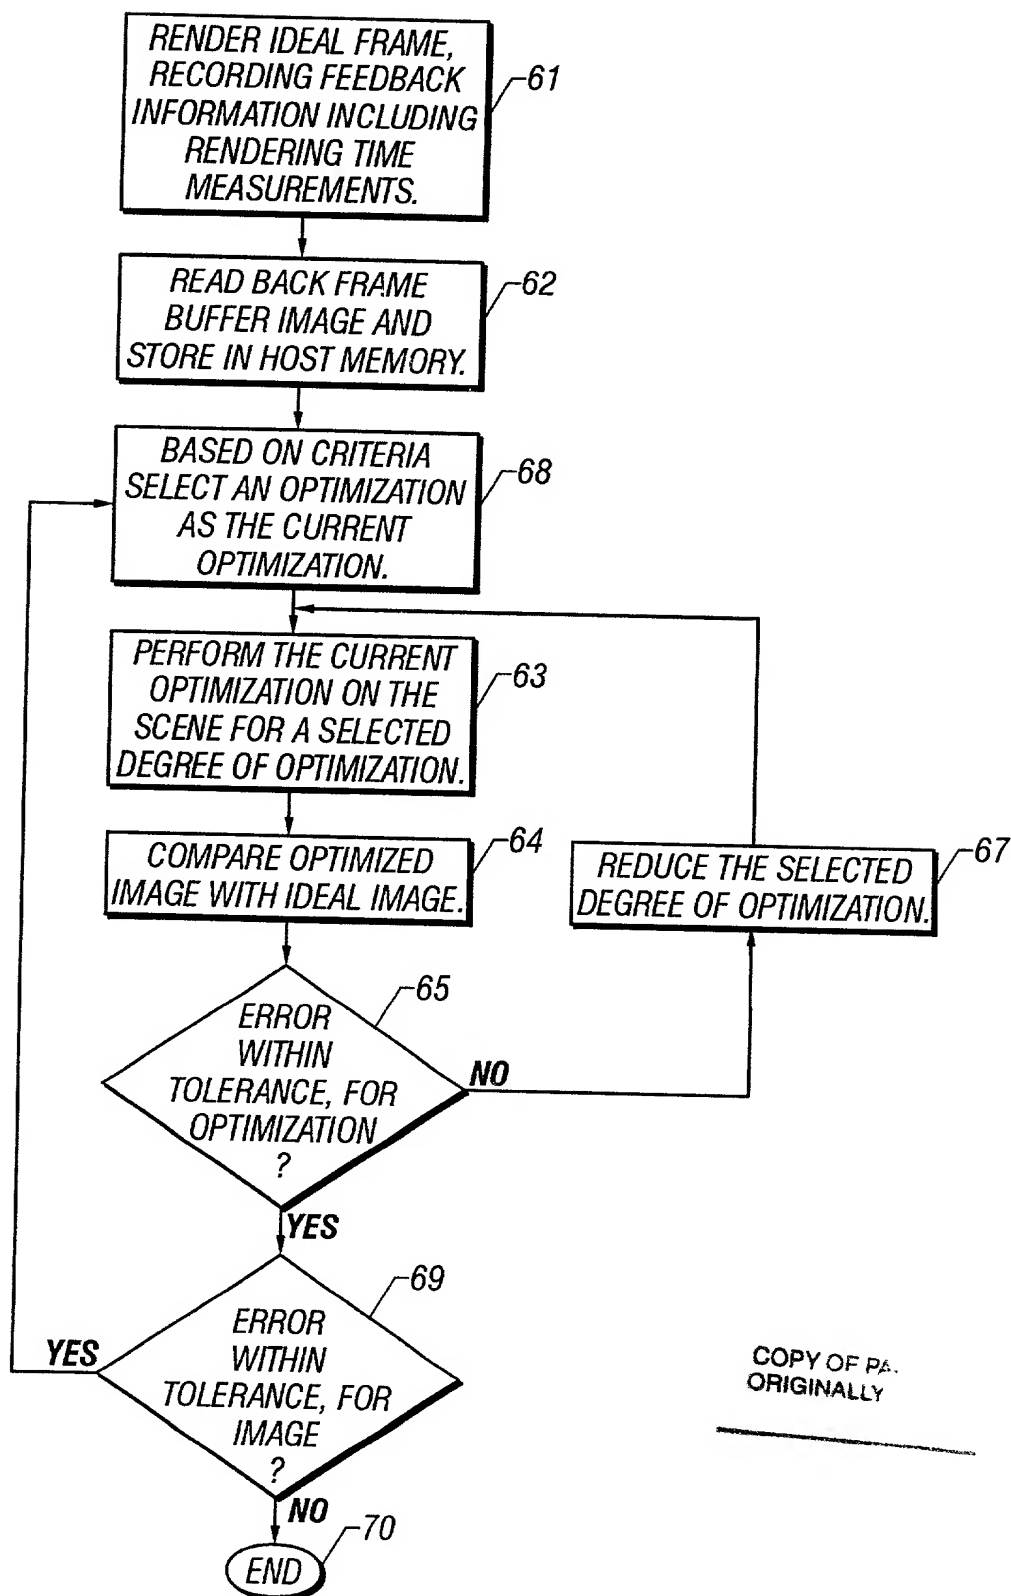 RENDER IDEAL FRAME,
RECORDING FEEDBACK
INFORMATION INCLUDING
RENDERING TIME
MEASUREMENTS.
61
READ BACK FRAME
BUFFER IMAGE AND
STORE IN HOST MEMORY.
62
BASED ON CRITERIA
SELECT AN OPTIMIZATION
AS THE CURRENT
OPTIMIZATION.
68
PERFORM THE CURRENT
OPTIMIZATION ON THE
SCENE FOR A SELECTED
DEGREE OF OPTIMIZATION.
63
COMPARE OPTIMIZED
IMAGE WITH IDEAL IMAGE.
64
REDUCE THE SELECTED
DEGREE OF OPTIMIZATION.
67
ERROR
WITHIN
TOLERANCE, FOR
OPTIMIZATION
?
65
NO
YES
ERROR
WITHIN
TOLERANCE, FOR
IMAGE
?
69
YES
NO
END
70
COPY OF
ORIGINALLY